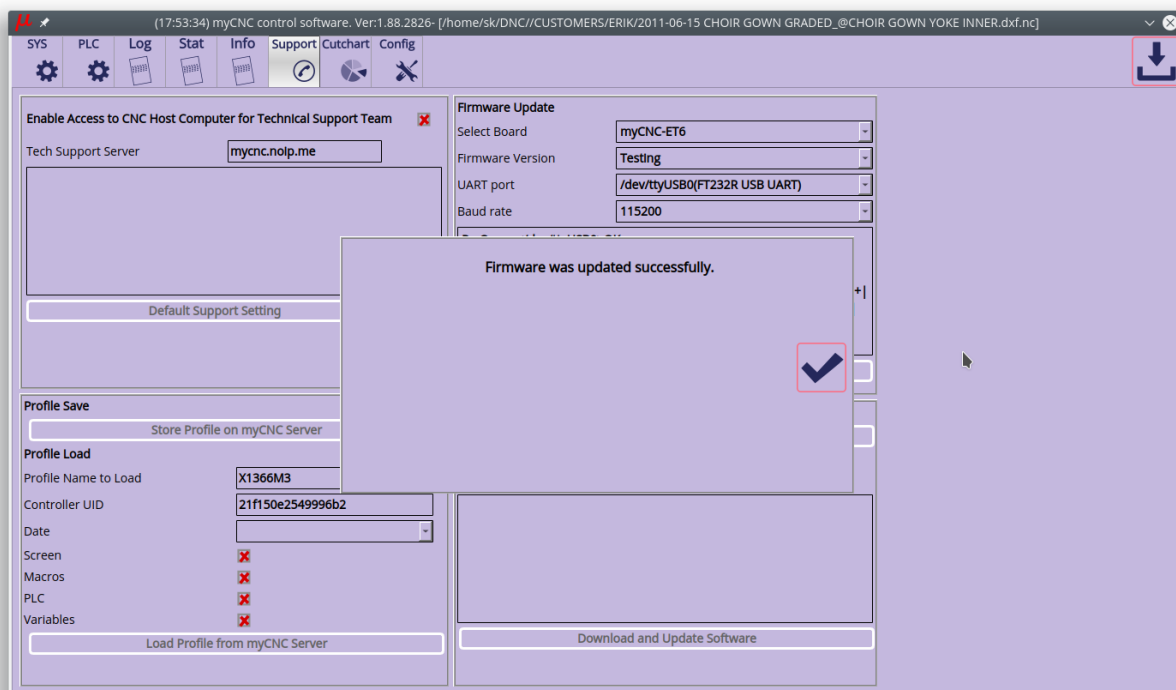 (17:53:34) myCNC control software. Ver:1.88.2826- [/home/sk/DNC//CUSTOMERS/ERIK/2011-06-15 CHOIR GOWN GRADED_@CHOIR GOWN YOKE INNER.dxf.nc]
SYS PLC Log Stat Info Support Cutchart Config
Enable Access to CNC Host Computer for Technical Support Team
Tech Support Server mycnc.noip.me
Default Support Setting
Firmware Update
Select Board myCNC-ET6
Firmware Version Testing
UART port /dev/ttyUSB0(FT232R USB UART)
Baud rate 115200
+|
Firmware was updated successfully.
Profile Save
Store Profile on myCNC Server
Profile Load
Profile Name to Load X1366M3
Controller UID 21f150e2549996b2
Date
Screen
Macros
PLC
Variables
Load Profile from myCNC Server
Download and Update Software